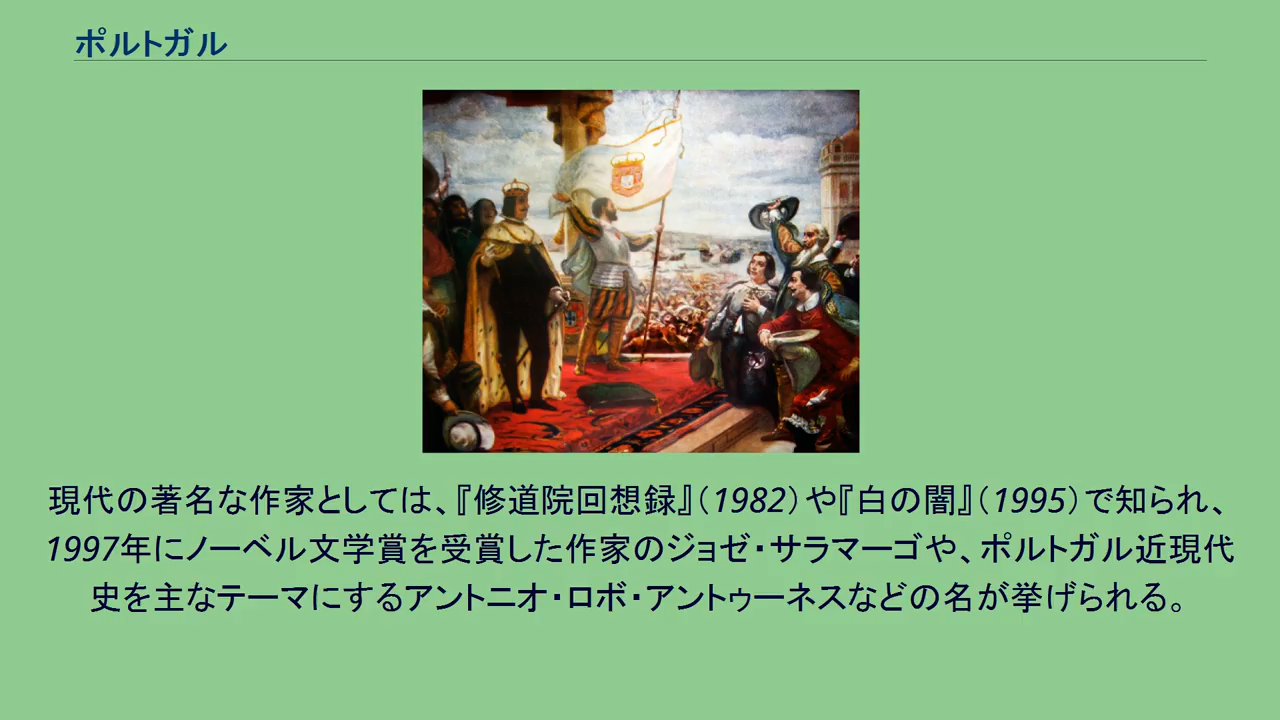 ポルトガル
現代の著名な作家としては、『修道院回想録』（1982）や『白の闇』（1995）で知られ、
1997年にノーベル文学賞を受賞した作家のジョゼ・サラマーゴや、ポルトガル近現代
史を主なテーマにするアントニオ・ロボ・アントゥーネスなどの名が挙げられる。